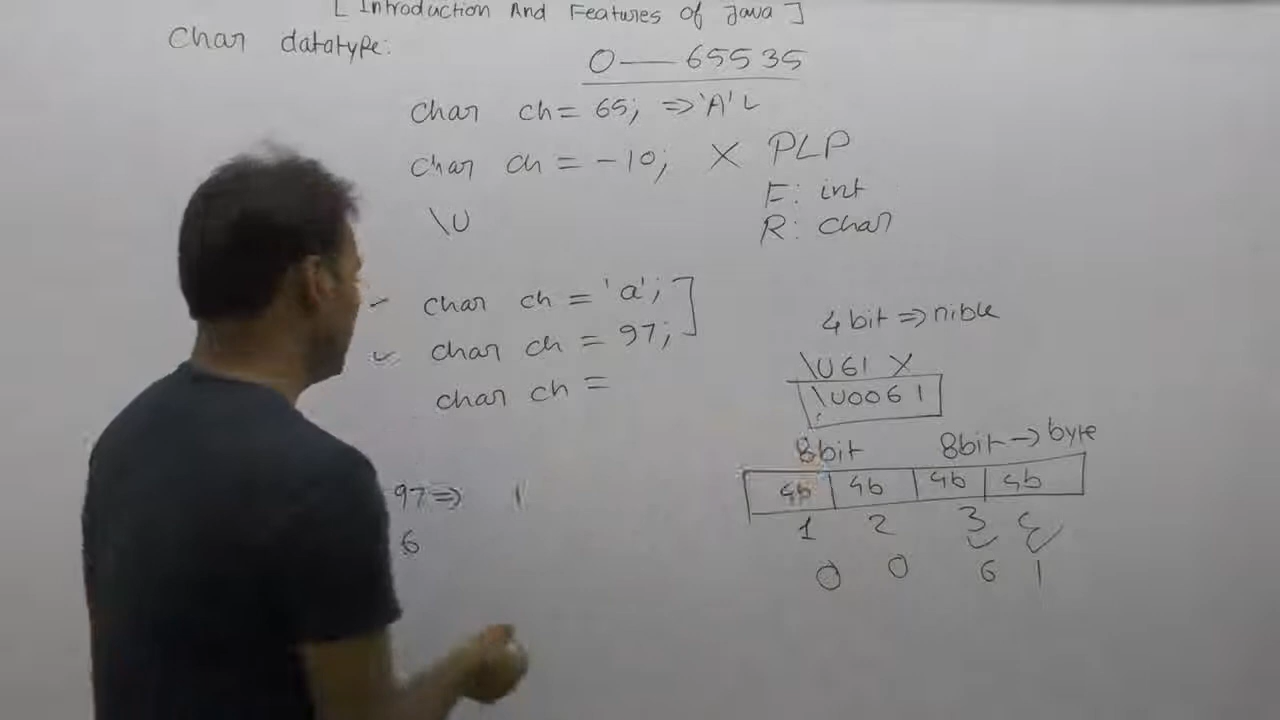 [ Introduction And Features Of Java ]
Char datatype:
0 — 65535
char ch = 65; => 'A' L
char ch = -10; X PLP
F: int
R: char
\U
char ch = 'a'; ]
char ch = 97;
char ch =
4 bit => nible
\U61 X
\U0061
8bit 8bit -> byte
4b 4b 4b 4b
1 2 3 4
0 0 6 1
97 => 1
6